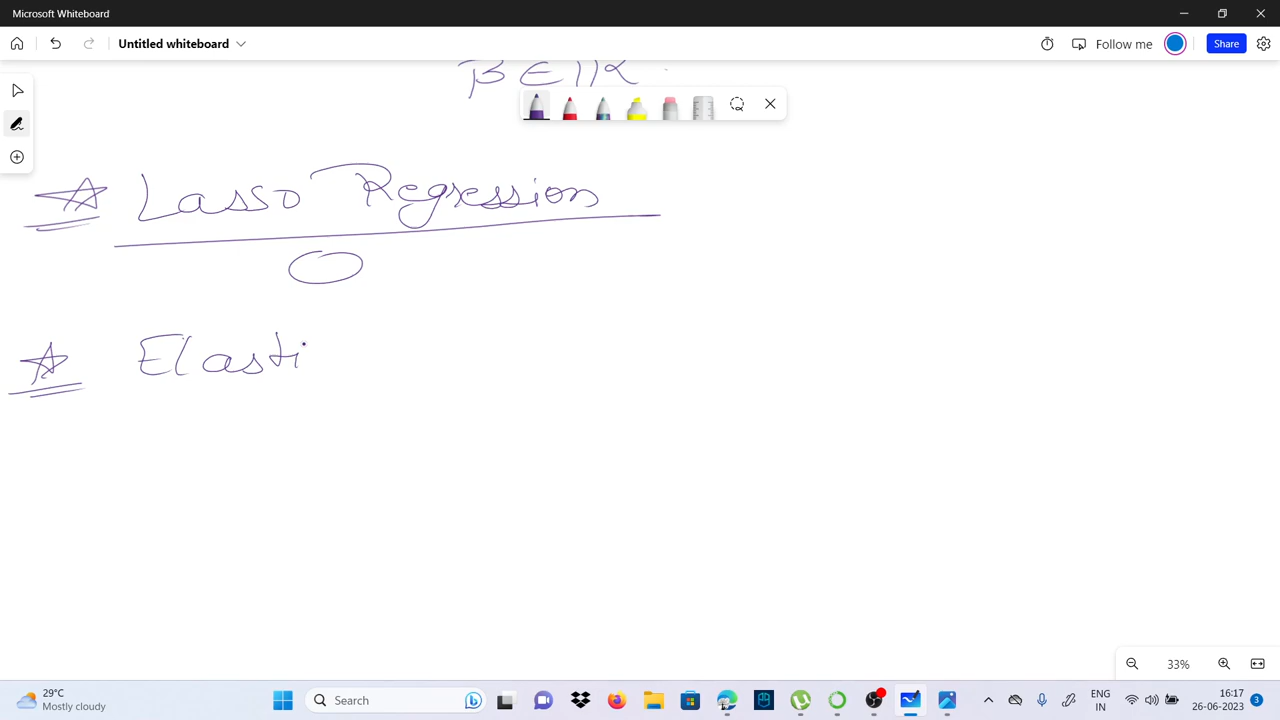 Microsoft Whiteboard
Untitled whiteboard
Follow me
Share
β ∈ ℝ
☆ Lasso Regression
☆ Elasti
33%
29°C
Mostly cloudy
Search
ENG
IN
16:17
26-06-2023
3